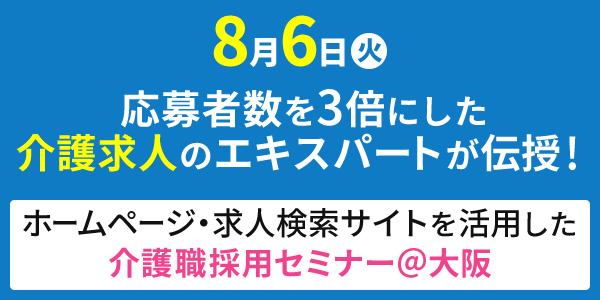 8月6日火
応募者数を3倍にした
介護求人のエキスパートが伝授!
ホームページ・求人検索サイトを活用した
介護職採用セミナー@大阪